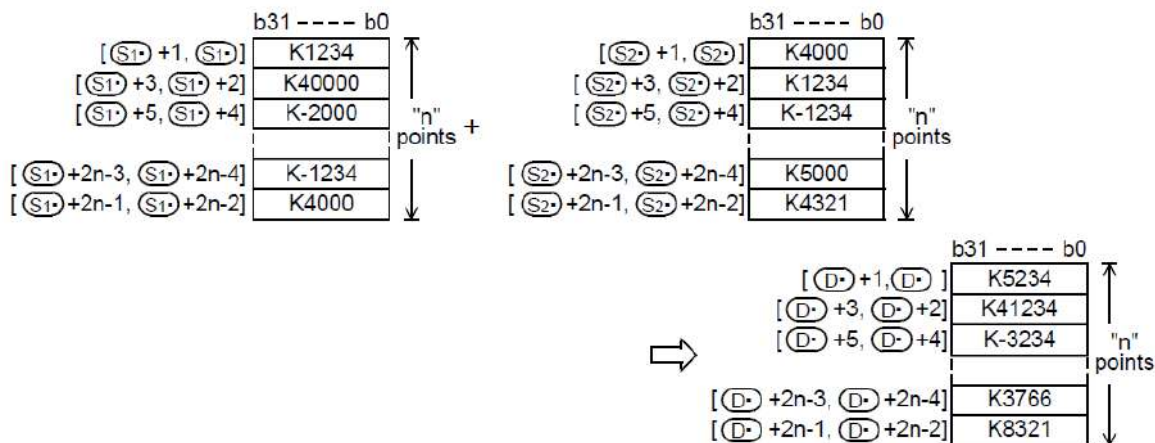 b31 ---- b0
[(S1•) +1, (S1•)] K1234
[(S1•) +3, (S1•) +2] K40000
[(S1•) +5, (S1•) +4] K-2000
[(S1•)+2n-3, (S1•)+2n-4] K-1234
[(S1•)+2n-1, (S1•)+2n-2] K4000
"n"
points
+
b31 ---- b0
[(S2•) +1, (S2•)] K4000
[(S2•) +3, (S2•) +2] K1234
[(S2•) +5, (S2•) +4] K-1234
[(S2•)+2n-3, (S2•)+2n-4] K5000
[(S2•)+2n-1, (S2•)+2n-2] K4321
"n"
points
b31 ---- b0
[(D•)+1,(D•) ] K5234
[(D•) +3, (D•) +2] K41234
[(D•) +5, (D•) +4] K-3234
[(D•) +2n-3, (D•) +2n-4] K3766
[(D•) +2n-1, (D•) +2n-2] K8321
"n"
points